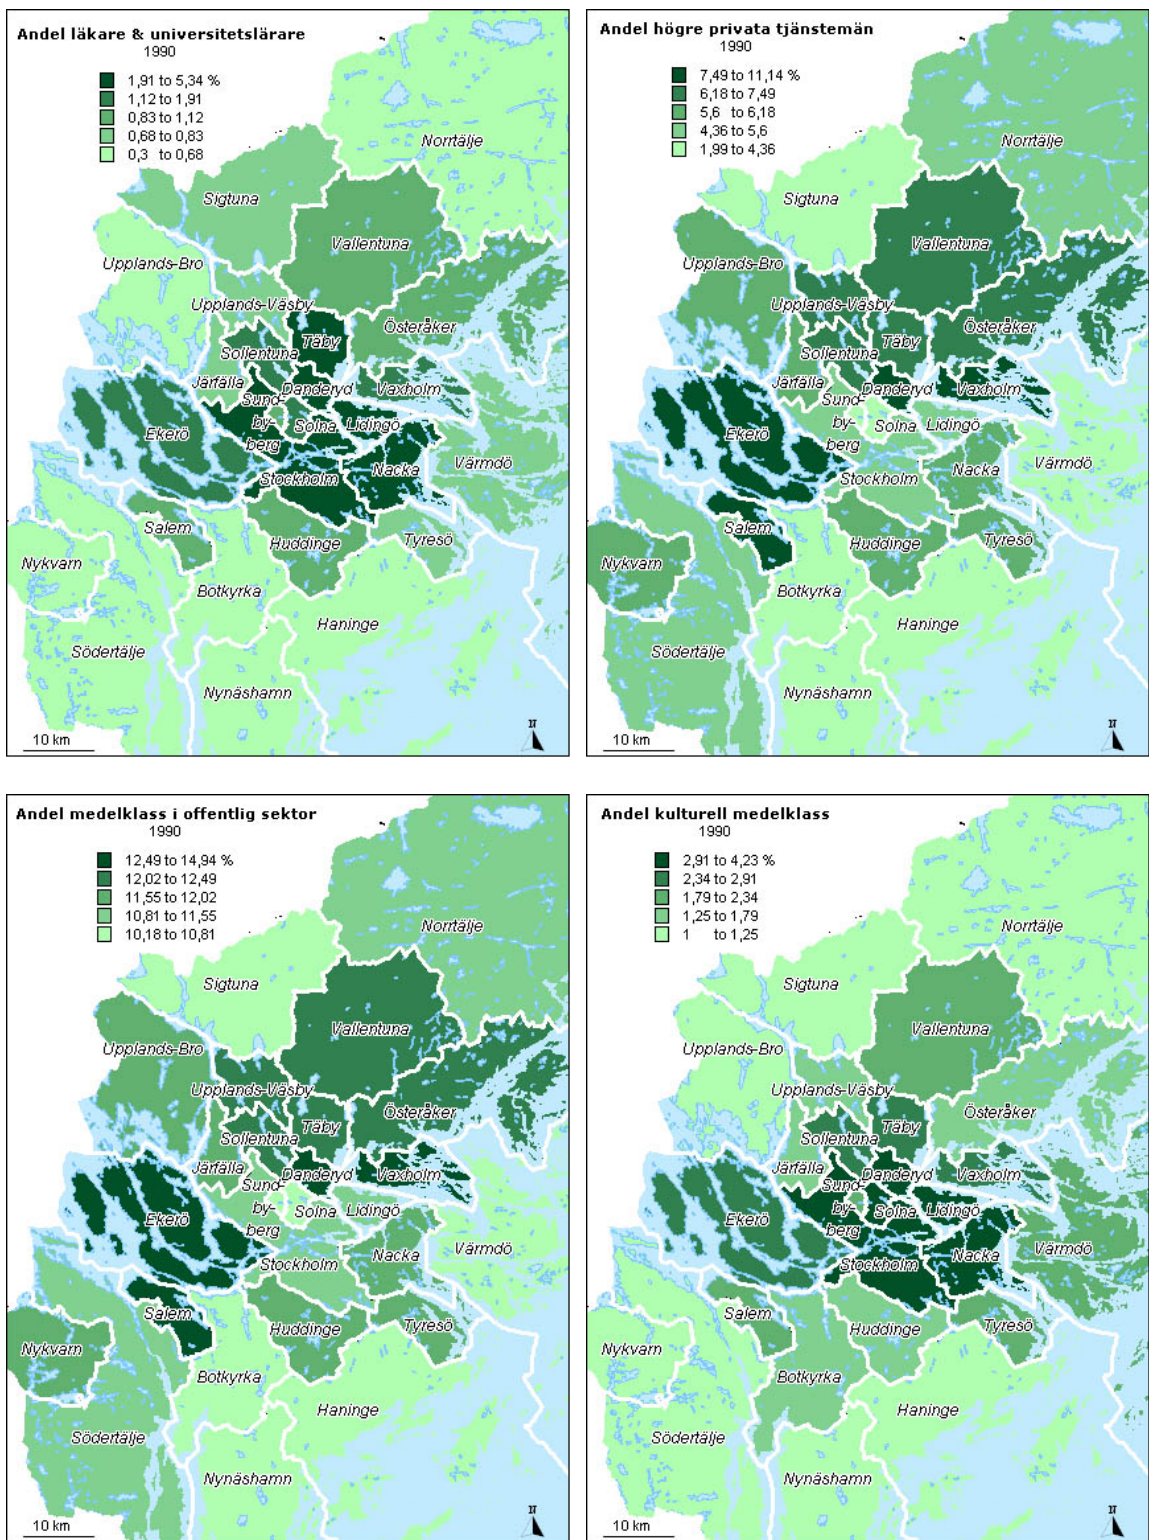 Andel läkare & universitetslärare
1990
1,91 to 5,34 %
1,12 to 1,91
0,83 to 1,12
0,68 to 0,83
0,3 to 0,68
Norrtälje
Sigtuna
Vallentuna
Upplands-Bro
Upplands-Väsby
Österåker
Täby
Sollentuna
Järfälla
Danderyd
Vaxholm
Sund-
by-
berg
Solna
Lidingö
Ekerö
Värmdö
Nacka
Stockholm
Salem
Huddinge
Tyresö
Nykvarn
Botkyrka
Haninge
Södertälje
Nynäshamn
10 km
N
Andel högre privata tjänstemän
1990
7,49 to 11,14 %
6,18 to 7,49
5,6 to 6,18
4,36 to 5,6
1,99 to 4,36
Norrtälje
Sigtuna
Vallentuna
Upplands-Bro
Upplands-Väsby
Österåker
Täby
Sollentuna
Järfälla
Danderyd
Vaxholm
Sund-
by-
berg
Solna
Lidingö
Ekerö
Värmdö
Nacka
Stockholm
Salem
Huddinge
Tyresö
Nykvarn
Botkyrka
Haninge
Södertälje
Nynäshamn
10 km
N
Andel medelklass i offentlig sektor
1990
12,49 to 14,94 %
12,02 to 12,49
11,55 to 12,02
10,81 to 11,55
10,18 to 10,81
Norrtälje
Sigtuna
Vallentuna
Upplands-Bro
Upplands-Väsby
Österåker
Täby
Sollentuna
Järfälla
Danderyd
Vaxholm
Sund-
by-
berg
Solna
Lidingö
Ekerö
Värmdö
Nacka
Stockholm
Salem
Huddinge
Tyresö
Nykvarn
Botkyrka
Haninge
Södertälje
Nynäshamn
10 km
N
Andel kulturell medelklass
1990
2,91 to 4,23 %
2,34 to 2,91
1,79 to 2,34
1,25 to 1,79
1 to 1,25
Norrtälje
Sigtuna
Vallentuna
Upplands-Bro
Upplands-Väsby
Österåker
Täby
Sollentuna
Järfälla
Danderyd
Vaxholm
Sund-
by-
berg
Solna
Lidingö
Ekerö
Värmdö
Nacka
Stockholm
Salem
Huddinge
Tyresö
Nykvarn
Botkyrka
Haninge
Södertälje
Nynäshamn
10 km
N